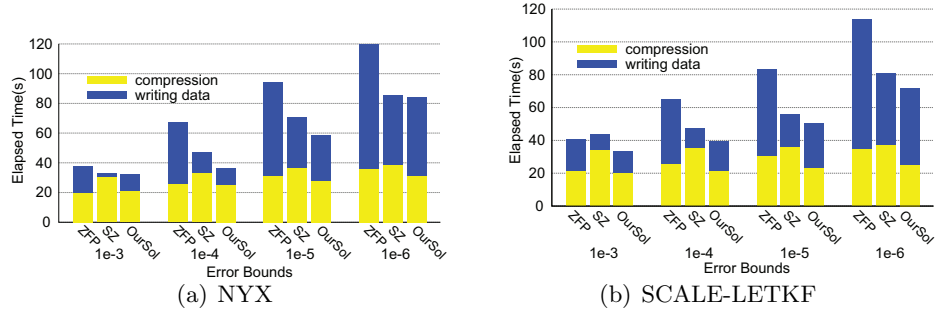 Elapsed Time(s)
120
100
80
60
40
20
0
compression
writing data
ZFP SZ OurSol ZFP SZ OurSol ZFP SZ OurSol ZFP SZ OurSol
1e-3 1e-4 1e-5 1e-6
Error Bounds
(a) NYX
Elapsed Time(s)
120
100
80
60
40
20
0
compression
writing data
ZFP SZ OurSol ZFP SZ OurSol ZFP SZ OurSol ZFP SZ OurSol
1e-3 1e-4 1e-5 1e-6
Error Bounds
(b) SCALE-LETKF